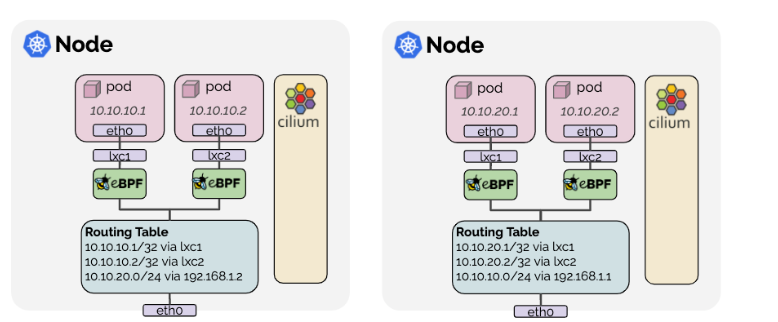 Node
pod
10.10.10.1
eth0
lxc1
eBPF
pod
10.10.10.2
eth0
lxc2
eBPF
cilium
Routing Table
10.10.10.1/32 via lxc1
10.10.10.2/32 via lxc2
10.10.20.0/24 via 192.168.1.2
eth0
Node
pod
10.10.20.1
eth0
lxc1
eBPF
pod
10.10.20.2
eth0
lxc2
eBPF
cilium
Routing Table
10.10.20.1/32 via lxc1
10.10.20.2/32 via lxc2
10.10.10.0/24 via 192.168.1.1
eth0